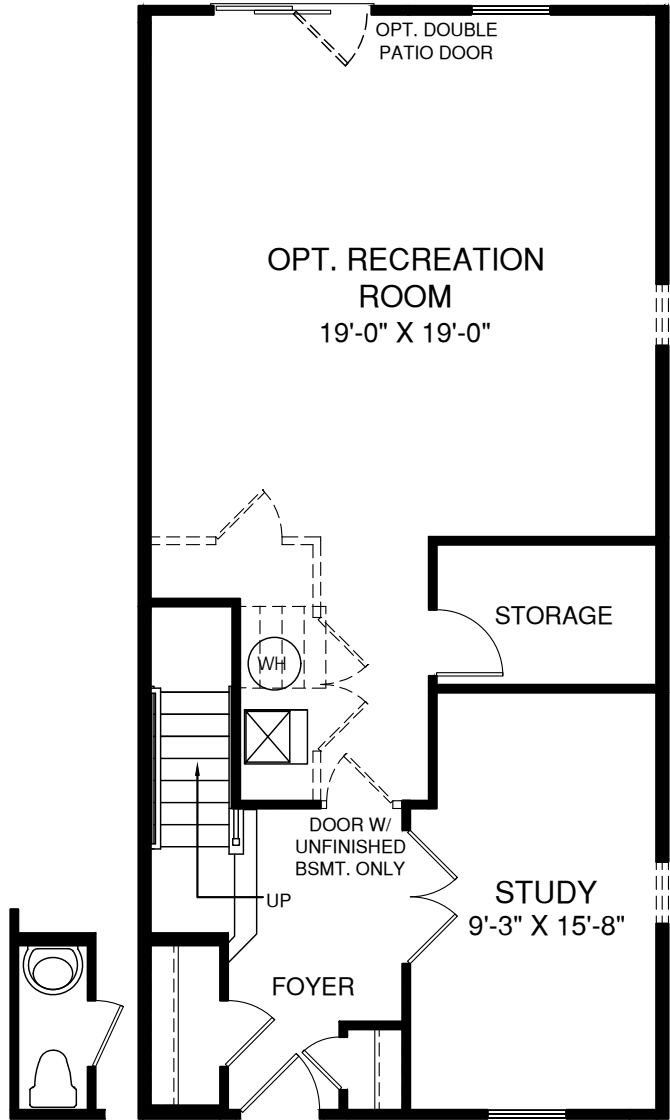 OPT. DOUBLE
PATIO DOOR
OPT. RECREATION
ROOM
19'-0" X 19'-0"
STORAGE
WH
DOOR W/
UNFINISHED
BSMT. ONLY
UP
STUDY
9'-3" X 15'-8"
FOYER